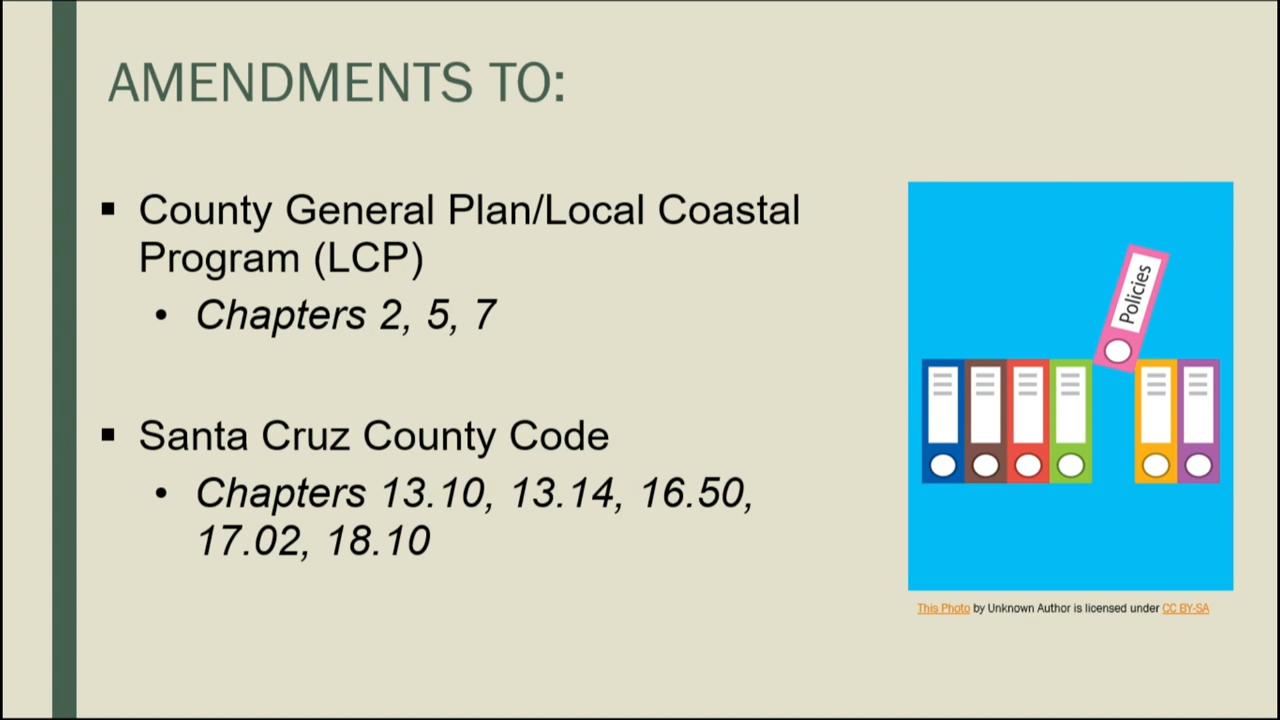 AMENDMENTS TO:
▪ County General Plan/Local Coastal
Program (LCP)
• Chapters 2, 5, 7
▪ Santa Cruz County Code
• Chapters 13.10, 13.14, 16.50,
17.02, 18.10
Policies
This Photo by Unknown Author is licensed under CC BY-SA